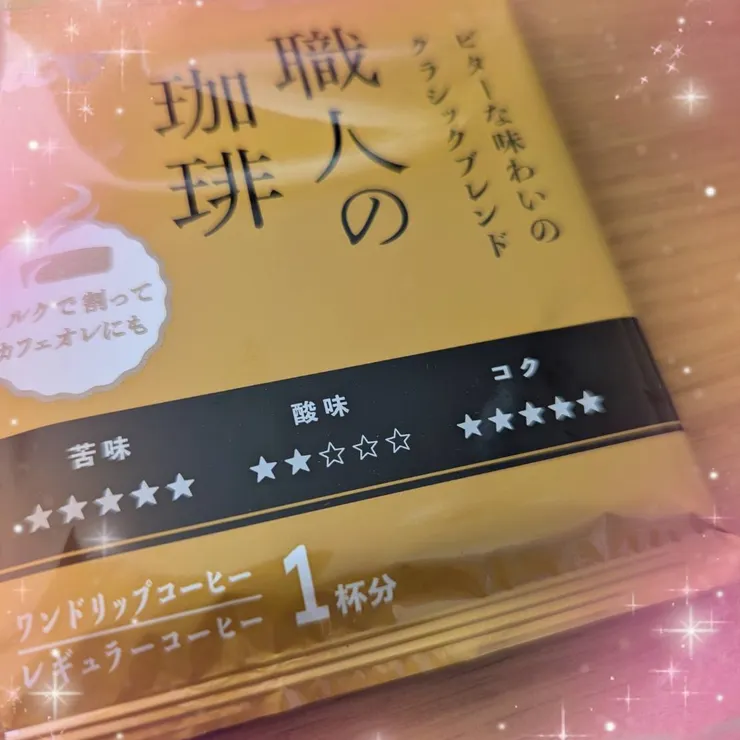 ビターな味わいの
クラシックブレンド
職人の
珈琲
ルクで割って
カフェオレにも
苦味
★★★★★
酸味
★★☆☆☆
コク
★★★★★
ワンドリップコーヒー
レギュラーコーヒー
1杯分